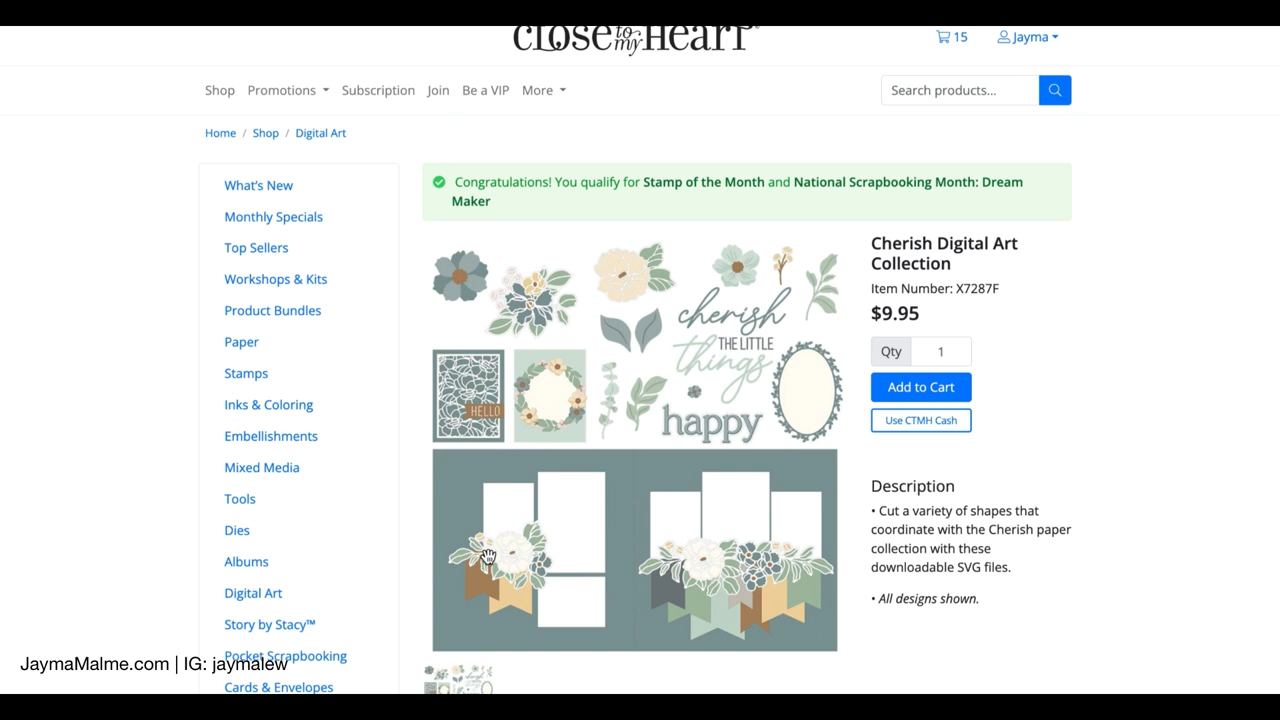 close to my heart
15
Jayma
Shop Promotions Subscription Join Be a VIP More
Search products...
Home / Shop / Digital Art
What's New
Monthly Specials
Top Sellers
Workshops & Kits
Product Bundles
Paper
Stamps
Inks & Coloring
Embellishments
Mixed Media
Tools
Dies
Albums
Digital Art
Story by Stacy™
Pocket Scrapbooking
Cards & Envelopes
Congratulations! You qualify for Stamp of the Month and National Scrapbooking Month: Dream
Maker
cherish
THE LITTLE
things
HELLO
happy
Cherish Digital Art
Collection
Item Number: X7287F
$9.95
Qty 1
Add to Cart
Use CTMH Cash
Description
• Cut a variety of shapes that
coordinate with the Cherish paper
collection with these
downloadable SVG files.
• All designs shown.
JaymaMalme.com | IG: jaymalew